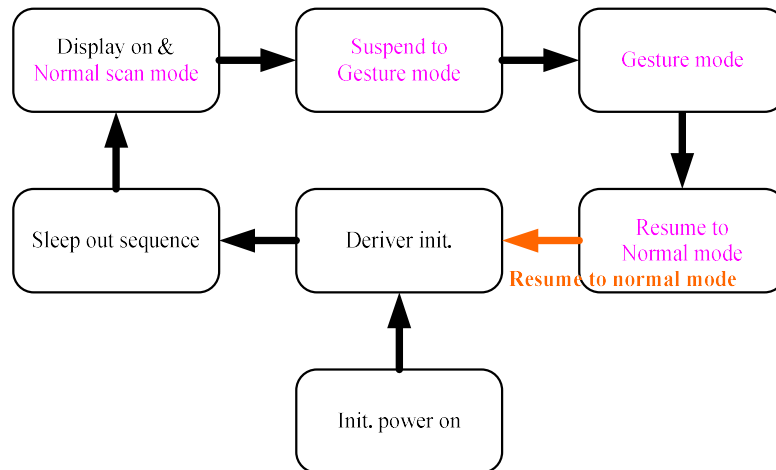 Display on &
Normal scan mode
Suspend to
Gesture mode
Gesture mode
Sleep out sequence
Deriver init.
Resume to
Normal mode
Resume to normal mode
Init. power on